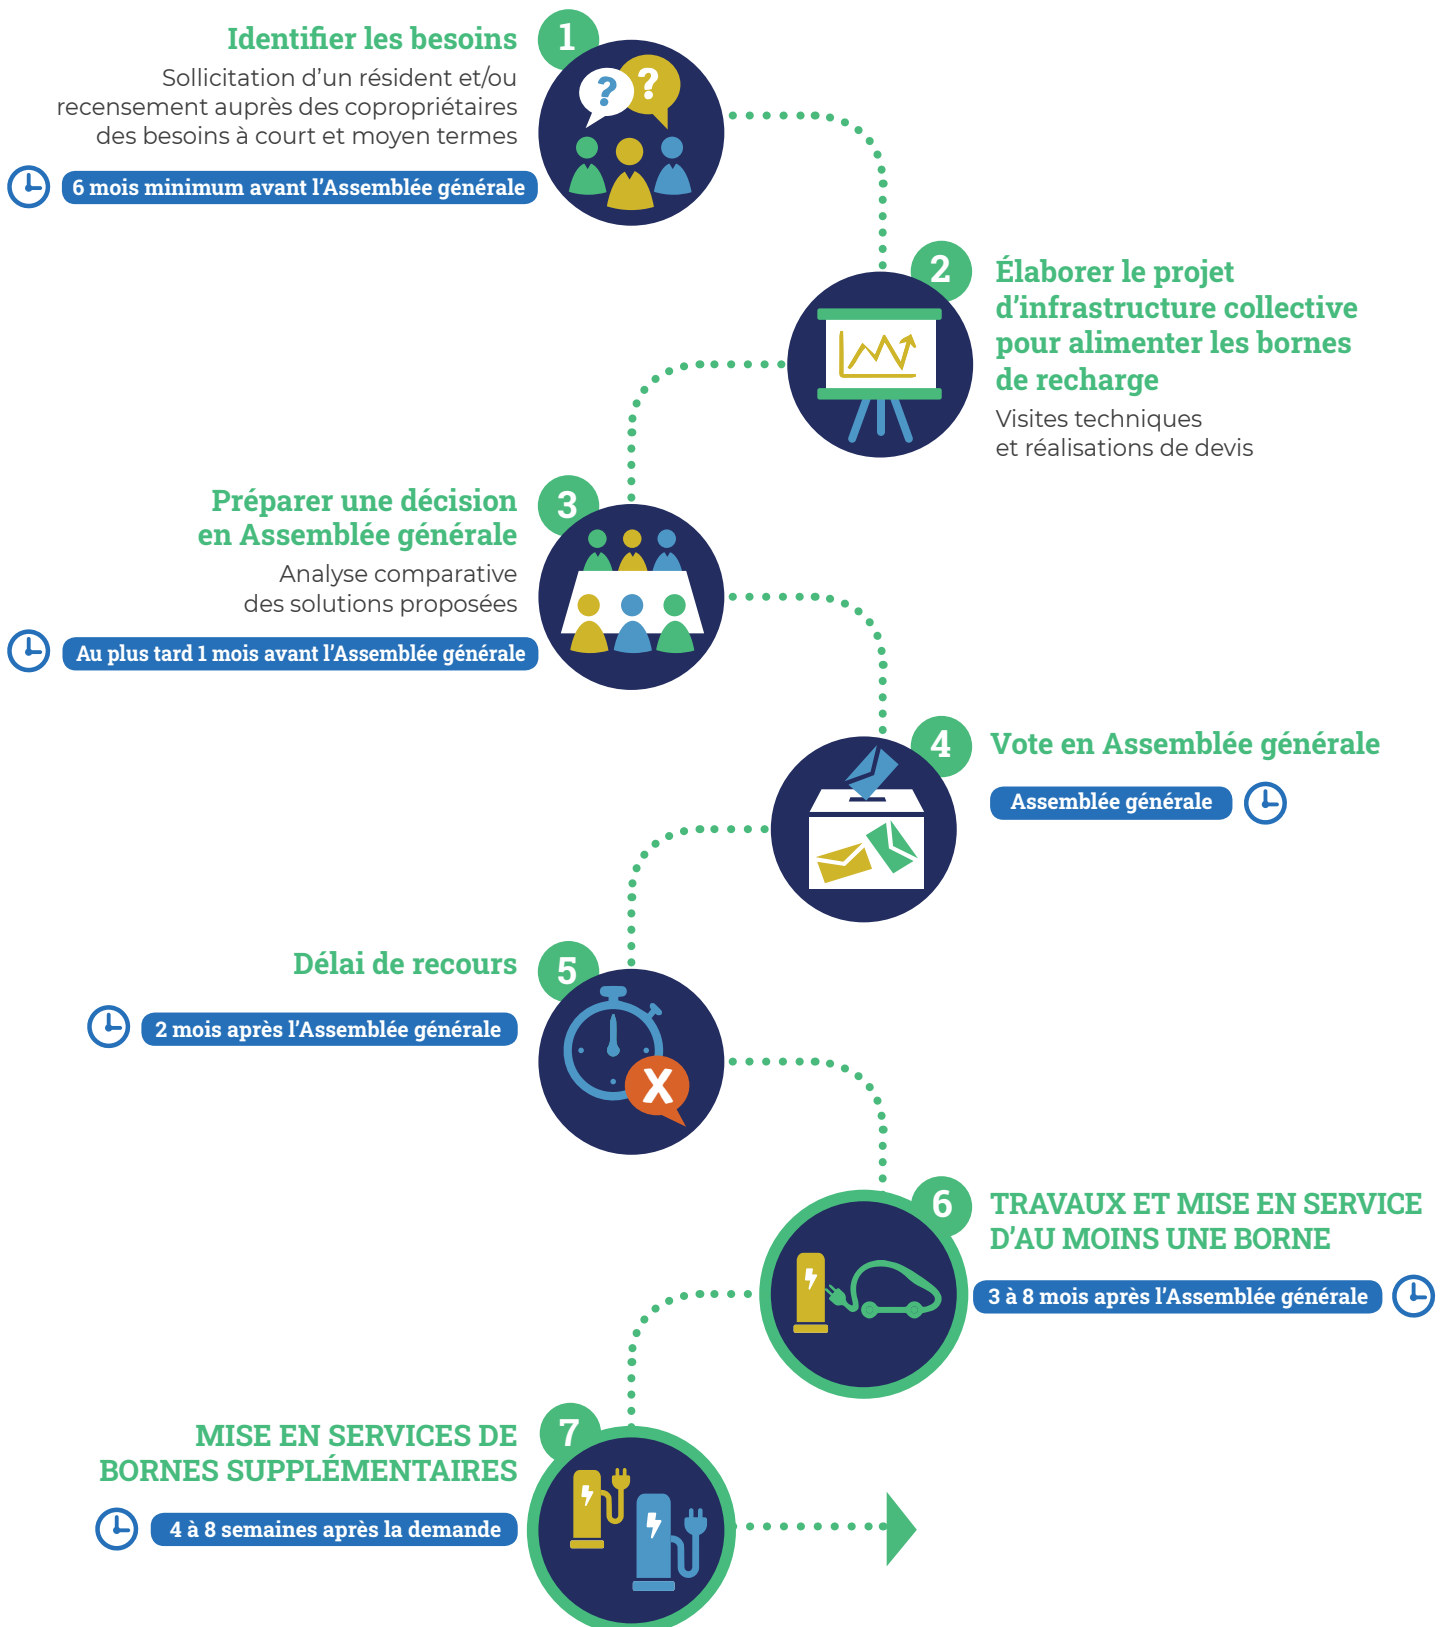 1
Identifier les besoins
Sollicitation d’un résident et/ou
recensement auprès des copropriétaires
des besoins à court et moyen termes
6 mois minimum avant l’Assemblée générale
? ?
2
Élaborer le projet
d’infrastructure collective
pour alimenter les bornes
de recharge
Visites techniques
et réalisations de devis
3
Préparer une décision
en Assemblée générale
Analyse comparative
des solutions proposées
Au plus tard 1 mois avant l’Assemblée générale
4
Vote en Assemblée générale
Assemblée générale
5
Délai de recours
2 mois après l’Assemblée générale
X
6
TRAVAUX ET MISE EN SERVICE
D’AU MOINS UNE BORNE
3 à 8 mois après l’Assemblée générale
7
MISE EN SERVICES DE
BORNES SUPPLÉMENTAIRES
4 à 8 semaines après la demande